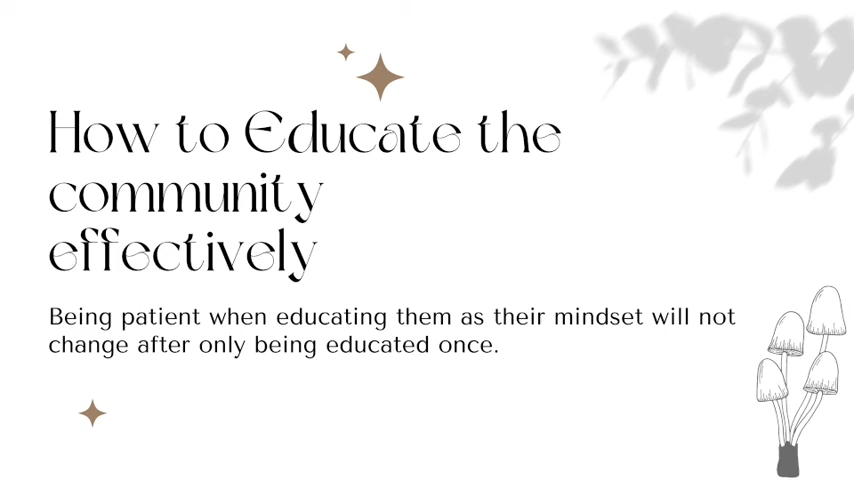 How to Educate the
community
effectively
Being patient when educating them as their mindset will not
change after only being educated once.